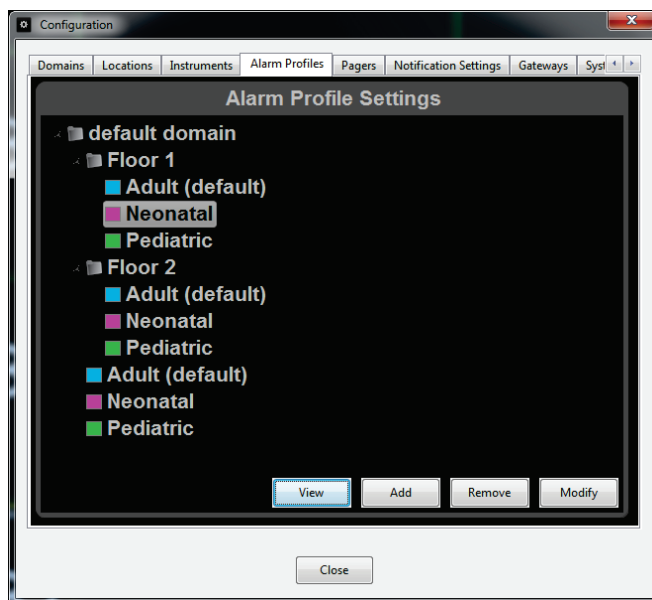 Configuration
Domains Locations Instruments Alarm Profiles Pagers Notification Settings Gateways Syst
Alarm Profile Settings
default domain
Floor 1
Adult (default)
Neonatal
Pediatric
Floor 2
Adult (default)
Neonatal
Pediatric
Adult (default)
Neonatal
Pediatric
View Add Remove Modify
Close